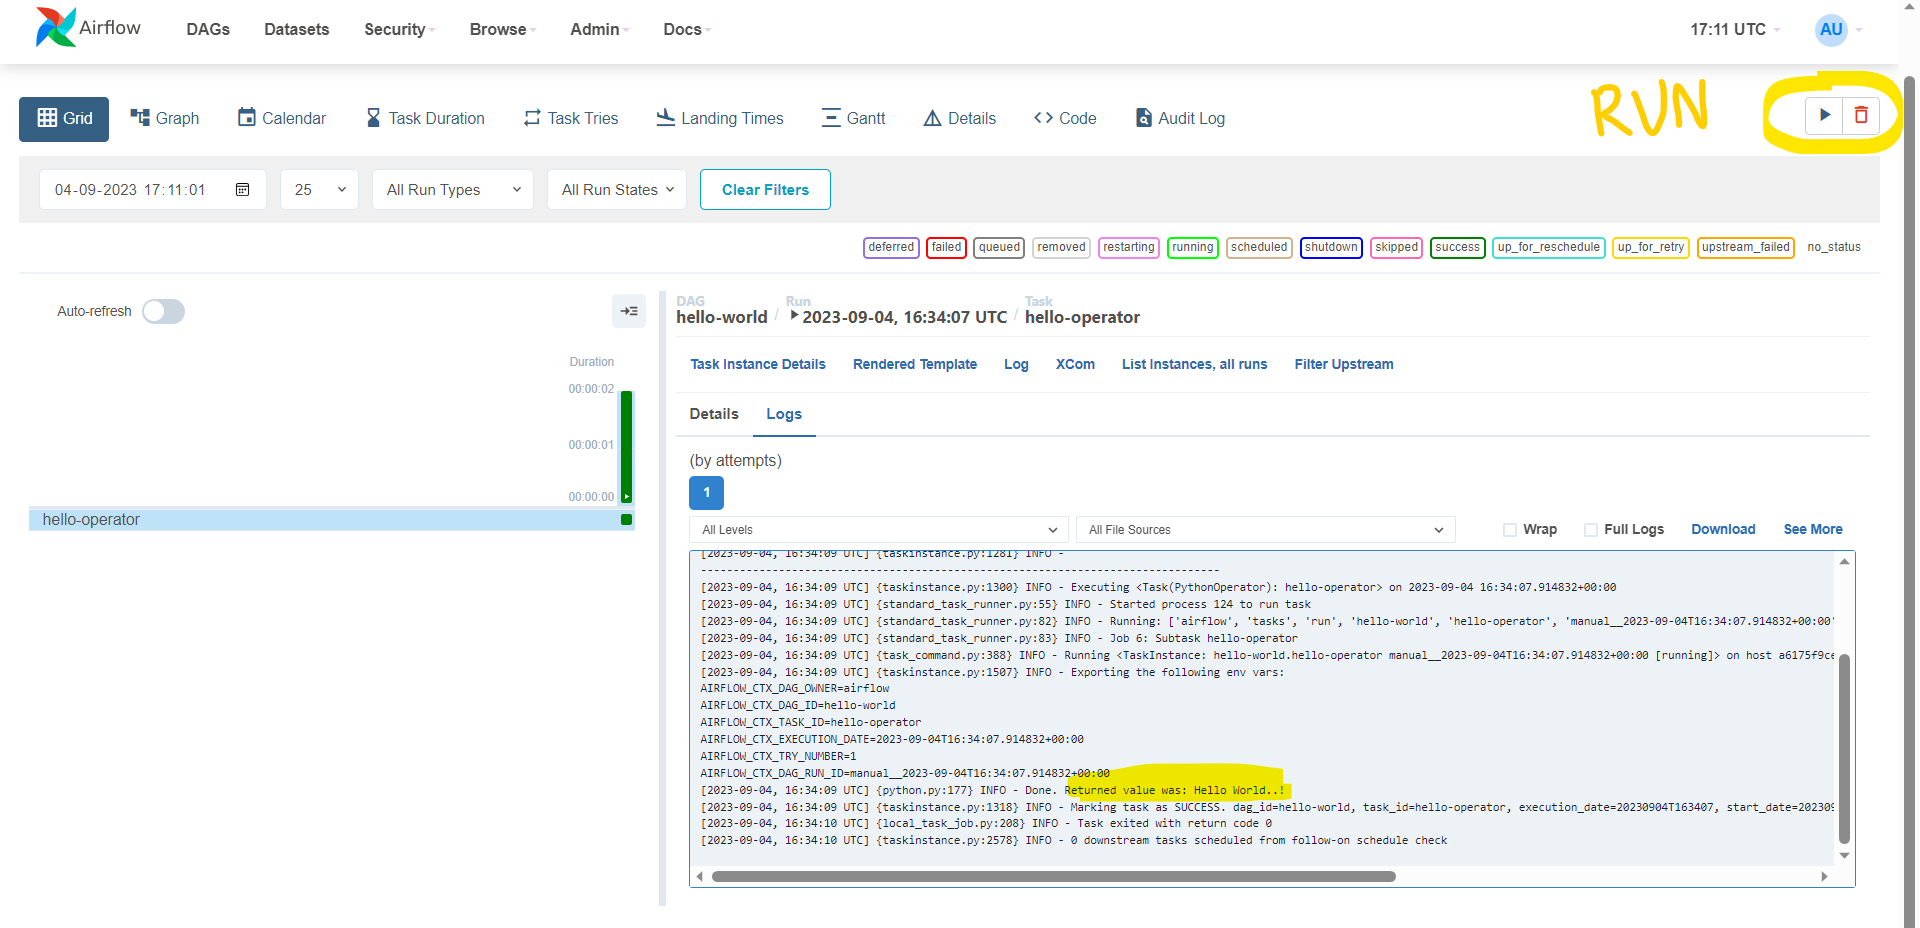 Airflow DAGs Datasets Security Browse Admin Docs 17:11 UTC AU
RUN
Grid Graph Calendar Task Duration Task Tries Landing Times Gantt Details Code Audit Log
04-09-2023 17:11:01 25 All Run Types All Run States Clear Filters
deferred failed queued removed restarting running scheduled shutdown skipped success up_for_reschedule up_for_retry upstream_failed no_status
Auto-refresh
Duration
00:00:02
00:00:01
00:00:00
hello-operator
DAG Run Task
hello-world / 2023-09-04, 16:34:07 UTC / hello-operator
Task Instance Details Rendered Template Log XCom List Instances, all runs Filter Upstream
Details Logs
(by attempts)
1
All Levels All File Sources Wrap Full Logs Download See More
[2023-09-04, 16:34:09 UTC] {taskinstance.py:1281} INFO -
--------------------------------------------------------------------------------
[2023-09-04, 16:34:09 UTC] {taskinstance.py:1300} INFO - Executing <Task(PythonOperator): hello-operator> on 2023-09-04 16:34:07.914832+00:00
[2023-09-04, 16:34:09 UTC] {standard_task_runner.py:55} INFO - Started process 124 to run task
[2023-09-04, 16:34:09 UTC] {standard_task_runner.py:82} INFO - Running: ['airflow', 'tasks', 'run', 'hello-world', 'hello-operator', 'manual__2023-09-04T16:34:07.914832+00:00'
[2023-09-04, 16:34:09 UTC] {standard_task_runner.py:83} INFO - Job 6: Subtask hello-operator
[2023-09-04, 16:34:09 UTC] {task_command.py:388} INFO - Running <TaskInstance: hello-world.hello-operator manual__2023-09-04T16:34:07.914832+00:00 [running]> on host a6175f9ce
[2023-09-04, 16:34:09 UTC] {taskinstance.py:1507} INFO - Exporting the following env vars:
AIRFLOW_CTX_DAG_OWNER=airflow
AIRFLOW_CTX_DAG_ID=hello-world
AIRFLOW_CTX_TASK_ID=hello-operator
AIRFLOW_CTX_EXECUTION_DATE=2023-09-04T16:34:07.914832+00:00
AIRFLOW_CTX_TRY_NUMBER=1
AIRFLOW_CTX_DAG_RUN_ID=manual__2023-09-04T16:34:07.914832+00:00
[2023-09-04, 16:34:09 UTC] {python.py:177} INFO - Done. Returned value was: Hello World..!
[2023-09-04, 16:34:09 UTC] {taskinstance.py:1318} INFO - Marking task as SUCCESS. dag_id=hello-world, task_id=hello-operator, execution_date=20230904T163407, start_date=202309
[2023-09-04, 16:34:10 UTC] {local_task_job.py:208} INFO - Task exited with return code 0
[2023-09-04, 16:34:10 UTC] {taskinstance.py:2578} INFO - 0 downstream tasks scheduled from follow-on schedule check